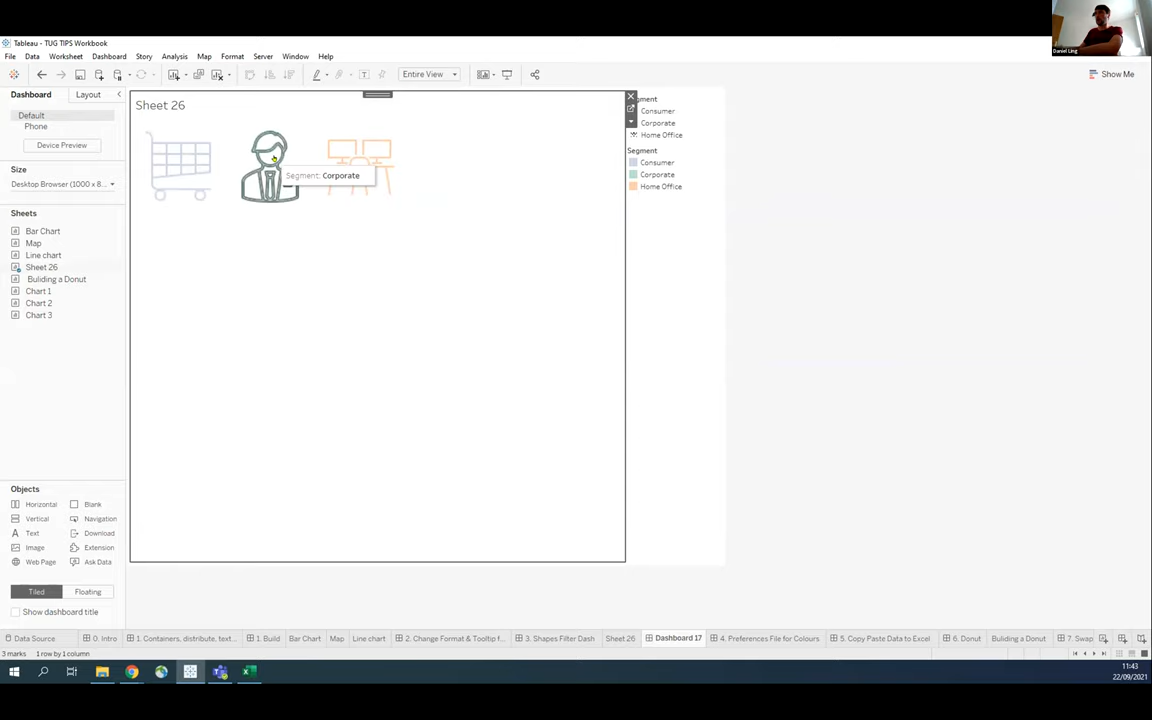 Daniel Ling
Tableau - TUG TIPS Workbook
File Data Worksheet Dashboard Story Analysis Map Format Server Window Help
Entire View
Show Me
Dashboard Layout
Default
Phone
Device Preview
Size
Desktop Browser (1000 x 8...
Sheets
Bar Chart
Map
Line chart
Sheet 26
Buliding a Donut
Chart 1
Chart 2
Chart 3
Objects
Horizontal Blank
Vertical Navigation
Text Download
Image Extension
Web Page Ask Data
Tiled Floating
Show dashboard title
Sheet 26
Segment: Corporate
gment
Consumer
Corporate
Home Office
Segment
Consumer
Corporate
Home Office
Data Source 0. Intro 1. Containers, distribute, text... 1. Build Bar Chart Map Line chart 2. Change Format & Tooltip f... 3. Shapes Filter Dash Sheet 26 Dashboard 17 4. Preferences File for Colours 5. Copy Paste Data to Excel 6. Donut Buliding a Donut 7. Swap
3 marks 1 row by 1 column
11:43
22/09/2021